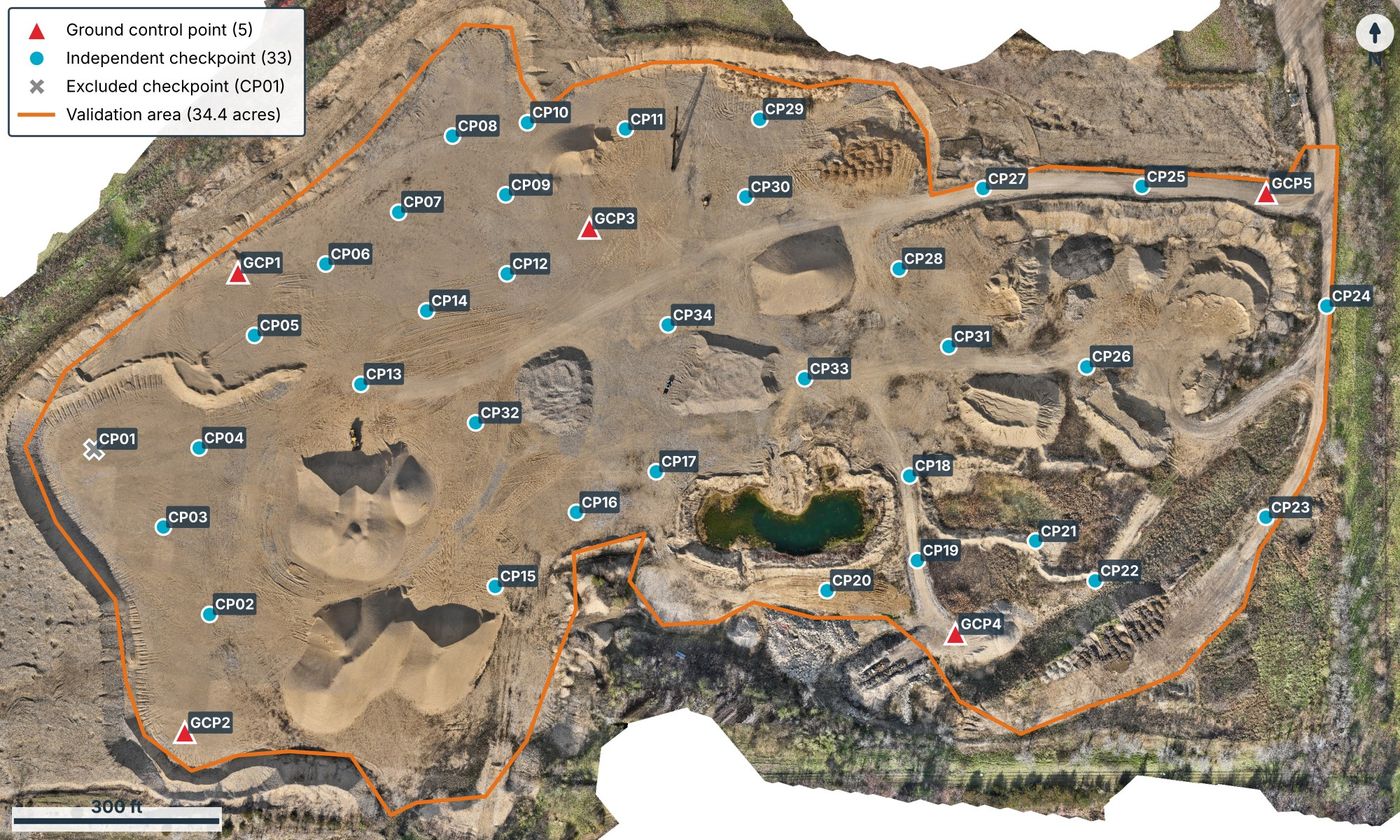 Ground control point (5)
Independent checkpoint (33)
Excluded checkpoint (CP01)
Validation area (34.4 acres)
N
CP10
CP29
CP11
CP08
CP27
CP25
GCP5
CP09
CP30
CP07
GCP3
CP06
CP28
GCP1
CP12
CP24
CP14
CP34
CP05
CP31
CP26
CP33
CP13
CP32
CP01
CP04
CP17
CP18
CP16
CP23
CP03
CP21
CP19
CP22
CP15
CP20
CP02
GCP4
GCP2
300 ft